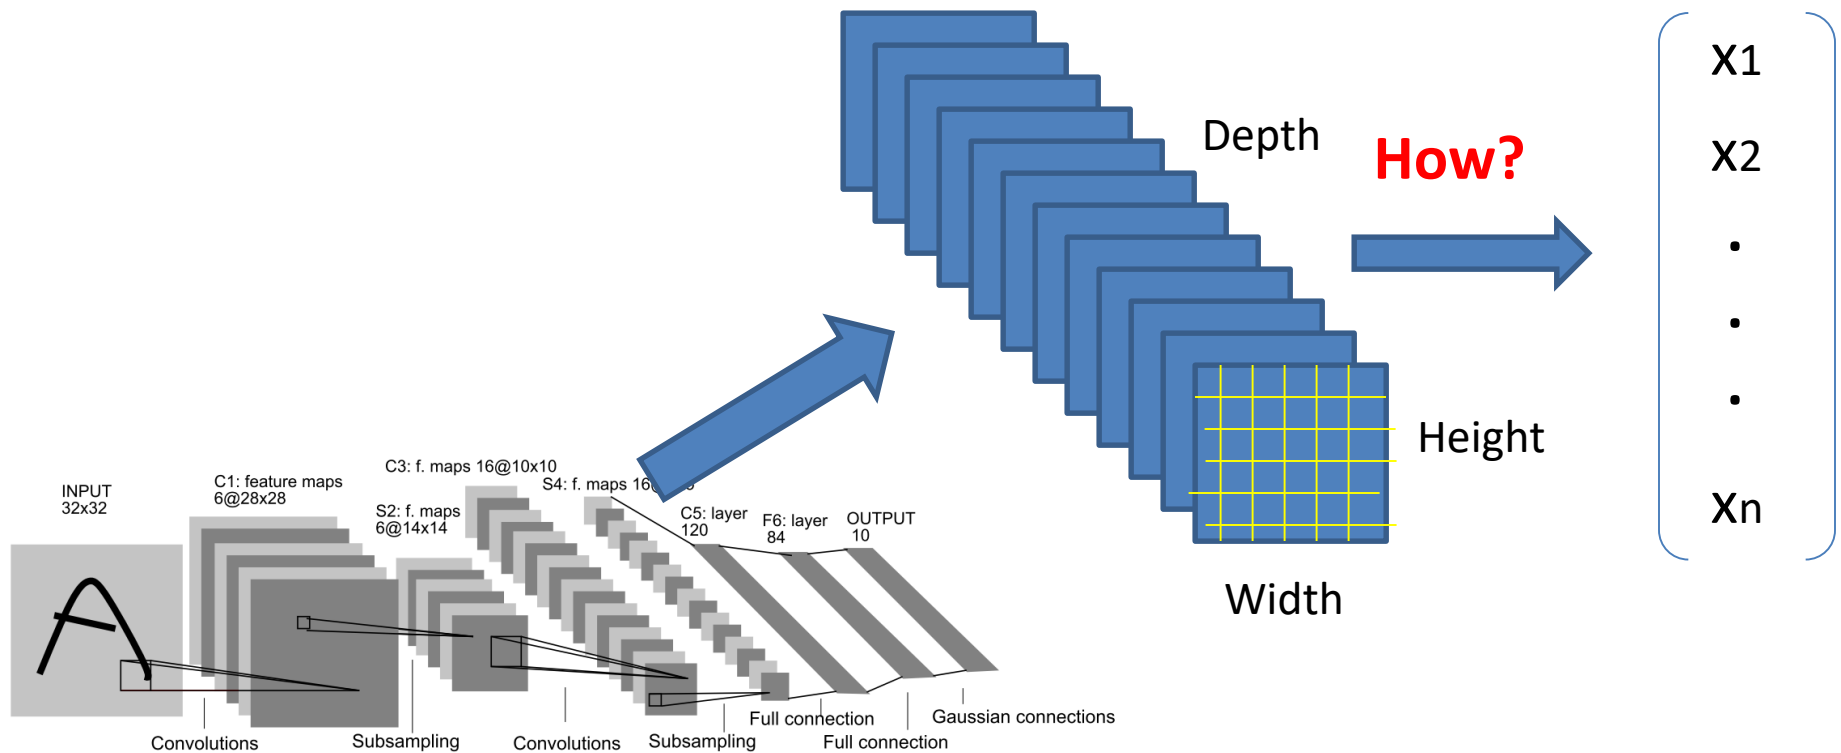 Depth
How?
Height
Width
x1
x2
.
.
.
xn
INPUT
32x32
C1: feature maps
6@28x28
S2: f. maps
6@14x14
C3: f. maps 16@10x10
S4: f. maps
C5: layer
120
F6: layer
84
OUTPUT
10
Convolutions
Subsampling
Convolutions
Subsampling
Full connection
Full connection
Gaussian connections